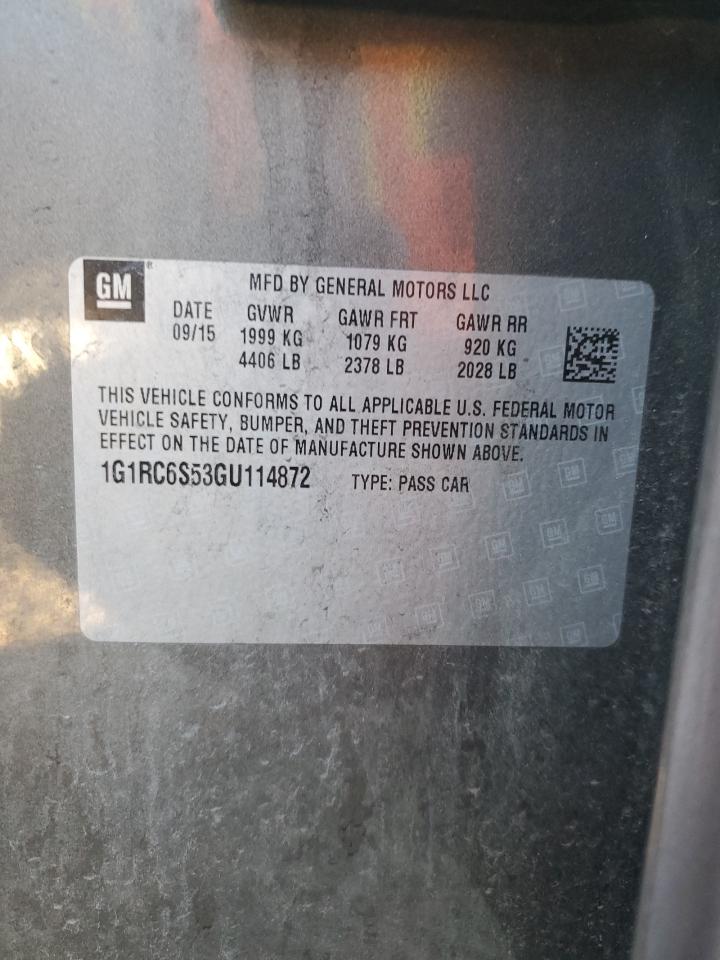 GM
MFD BY GENERAL MOTORS LLC
DATE GVWR GAWR FRT GAWR RR
09/15 1999 KG 1079 KG 920 KG
4406 LB 2378 LB 2028 LB
THIS VEHICLE CONFORMS TO ALL APPLICABLE U.S. FEDERAL MOTOR
VEHICLE SAFETY, BUMPER, AND THEFT PREVENTION STANDARDS IN
EFFECT ON THE DATE OF MANUFACTURE SHOWN ABOVE.
1G1RC6S53GU114872 TYPE: PASS CAR